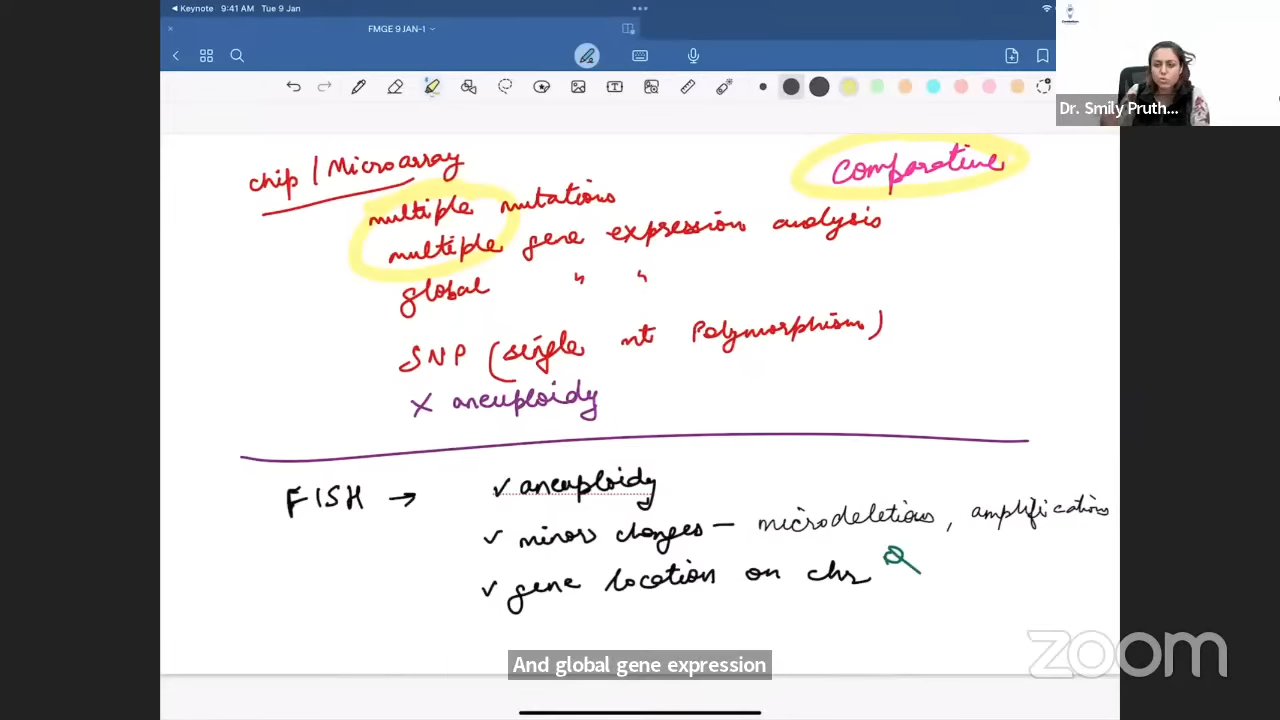 Keynote 9:41 AM Tue 9 Jan
FMGE 9 JAN-1
Dr. Smily Pruth...
chip / Microarray
comparative
multiple mutations
multiple gene expression analysis
global " "
SNP (single nt Polymorphism)
X aneuploidy
FISH → ✓ aneuploidy
✓ minor changes — microdeletions, amplifications
✓ gene location on chr
zoom
And global gene expression